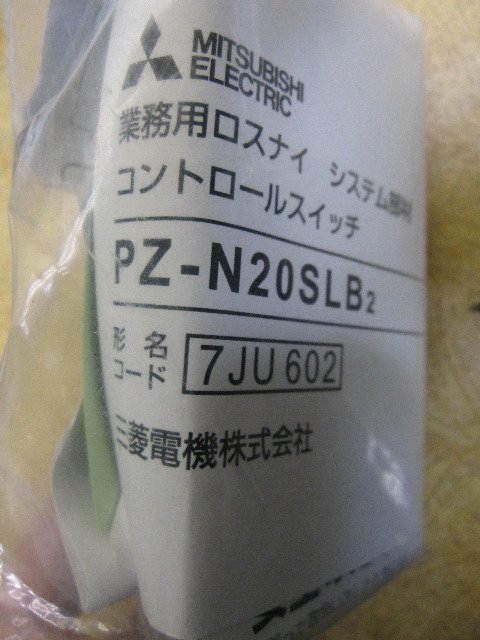 MITSUBISHI
ELECTRIC
業務用ロスナイ システム部材
コントロールスイッチ
PZ-N20SLB2
形名
コード 7JU602
三菱電機株式会社